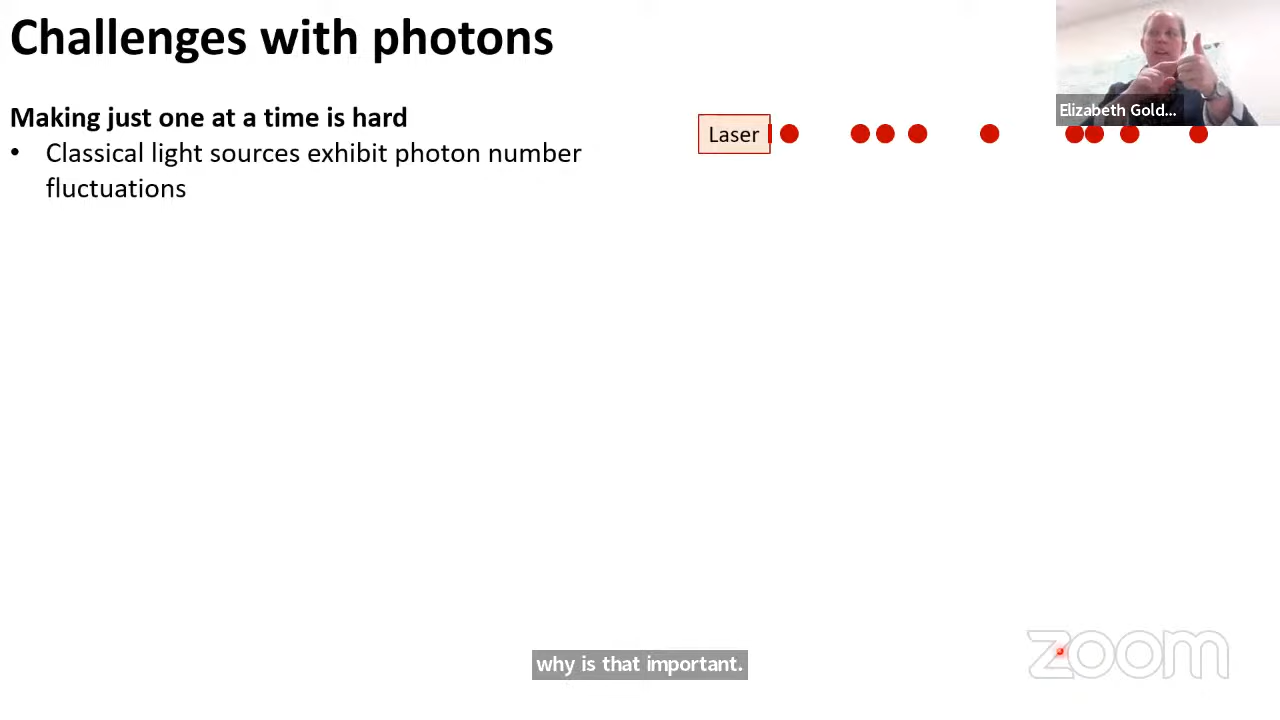 Challenges with photons
Elizabeth Gold...
Making just one at a time is hard
Laser
• Classical light sources exhibit photon number
fluctuations
zoom
why is that important.